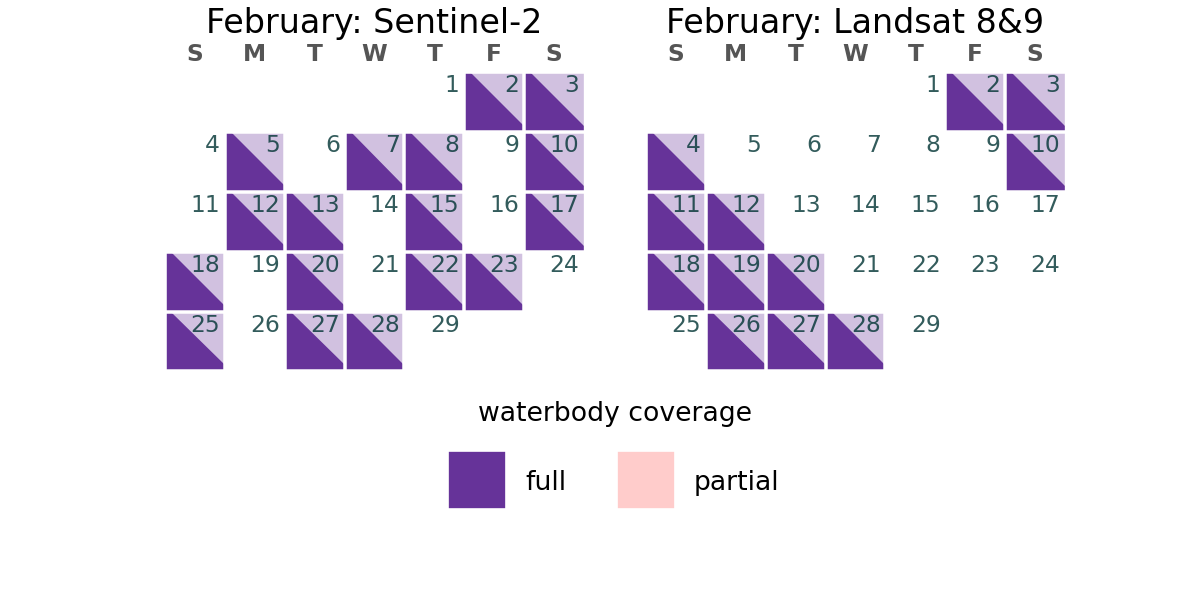 February: Sentinel-2
S M T W T F S
1 2 3
4 5 6 7 8 9 10
11 12 13 14 15 16 17
18 19 20 21 22 23 24
25 26 27 28 29
February: Landsat 8&9
S M T W T F S
1 2 3
4 5 6 7 8 9 10
11 12 13 14 15 16 17
18 19 20 21 22 23 24
25 26 27 28 29
waterbody coverage
full partial